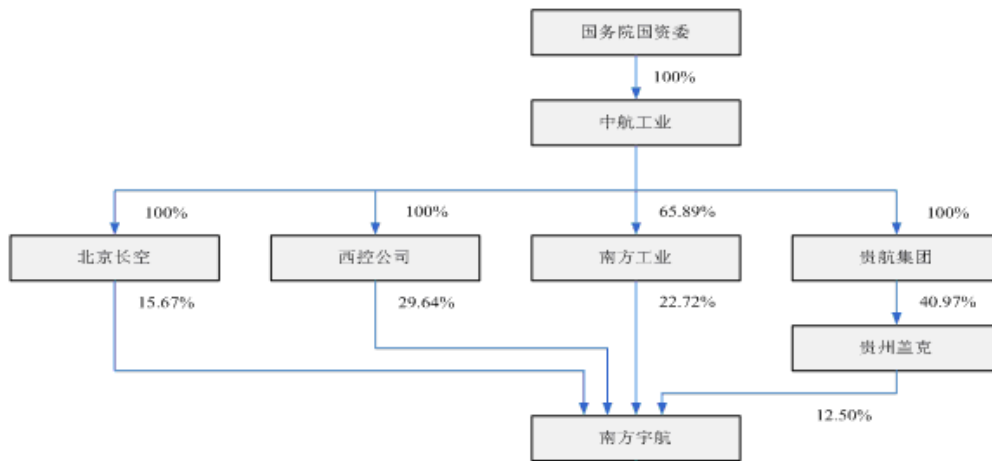 国务院国资委
100%
中航工业
100%
100%
65.89%
100%
北京长空
西控公司
南方工业
贵航集团
15.67%
29.64%
22.72%
40.97%
贵州盖克
12.50%
南方宇航